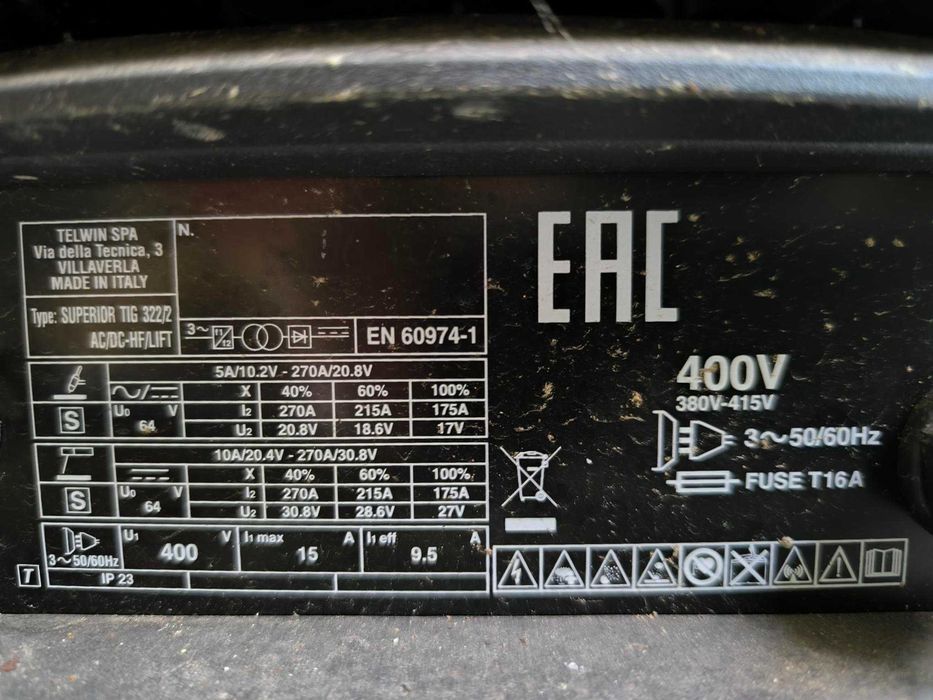 TELWIN SPA
Via della Tecnica, 3
VILLAVERLA
MADE IN ITALY
N.
Type: SUPERIOR TIG 322/2
AC/DC-HF/LIFT
3~ f1 f2
EN 60974-1
5A/10.2V - 270A/20.8V
X 40% 60% 100%
S U0 V I2 270A 215A 175A
64 U2 20.8V 18.6V 17V
10A/20.4V - 270A/30.8V
X 40% 60% 100%
S U0 V I2 270A 215A 175A
64 U2 30.8V 28.6V 27V
3~50/60Hz U1 400 V I1 max 15 A I1 eff 9.5 A
T IP 23
EAC
400V
380V-415V
3~50/60Hz
FUSE T16A